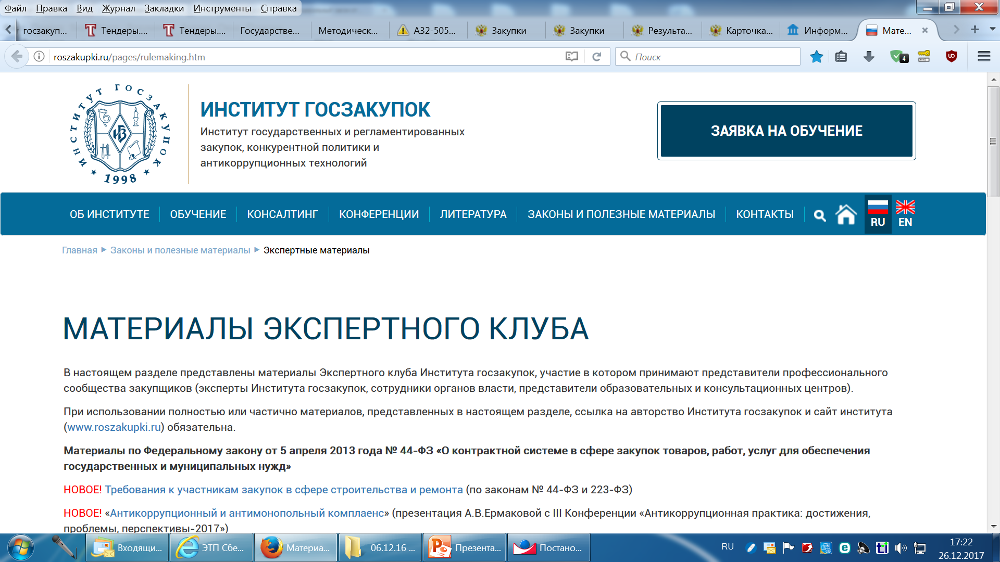 Файл Правка Вид Журнал Закладки Инструменты Справка
госзакуп... Тендеры.... Тендеры.... Государстве... Методическ... А32-505... Закупки Закупки Результа... Карточка... Информ... Мате...
roszakupki.ru/pages/rulemaking.htm Поиск 4
ИНСТИТУТ ГОСЗАКУПОК
1998
ИНСТИТУТ ГОСЗАКУПОК
Институт государственных и регламентированных
закупок, конкурентной политики и
антикоррупционных технологий
ЗАЯВКА НА ОБУЧЕНИЕ
ОБ ИНСТИТУТЕ ОБУЧЕНИЕ КОНСАЛТИНГ КОНФЕРЕНЦИИ ЛИТЕРАТУРА ЗАКОНЫ И ПОЛЕЗНЫЕ МАТЕРИАЛЫ КОНТАКТЫ RU EN
Главная Законы и полезные материалы Экспертные материалы
МАТЕРИАЛЫ ЭКСПЕРТНОГО КЛУБА
В настоящем разделе представлены материалы Экспертного клуба Института госзакупок, участие в котором принимают представители профессионального
сообщества закупщиков (эксперты Института госзакупок, сотрудники органов власти, представители образовательных и консультационных центров).
При использовании полностью или частично материалов, представленных в настоящем разделе, ссылка на авторство Института госзакупок и сайт института
(www.roszakupki.ru) обязательна.
Материалы по Федеральному закону от 5 апреля 2013 года № 44-ФЗ «О контрактной системе в сфере закупок товаров, работ, услуг для обеспечения
государственных и муниципальных нужд»
НОВОЕ! Требования к участникам закупок в сфере строительства и ремонта (по законам № 44-ФЗ и 223-ФЗ)
НОВОЕ! «Антикоррупционный и антимонопольный комплаенс» (презентация А.В.Ермаковой с III Конференции «Антикоррупционная практика: достижения,
проблемы, перспективы-2017»)
Входящи... ЭТП Сбе... Материа... 06.12.16 ... Презента... Постано... RU 17:22
26.12.2017